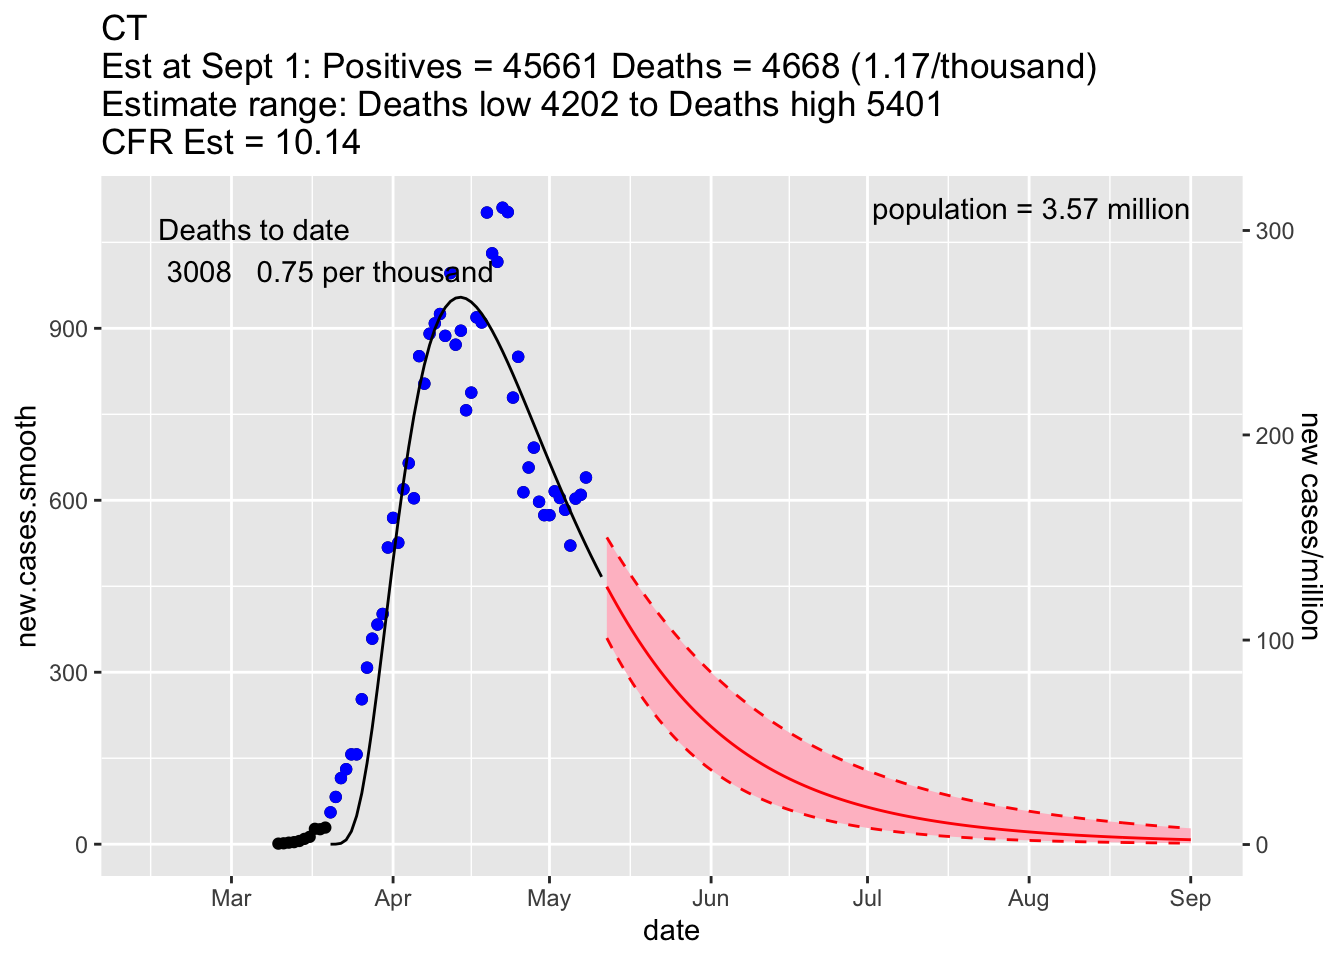 CT
Est at Sept 1: Positives = 45661 Deaths = 4668 (1.17/thousand)
Estimate range: Deaths low 4202 to Deaths high 5401
CFR Est = 10.14
population = 3.57 million
Deaths to date
3008 0.75 per thousand
new.cases.smooth
900
600
300
0
300
200
100
0
new cases/million
Mar Apr May Jun Jul Aug Sep
date